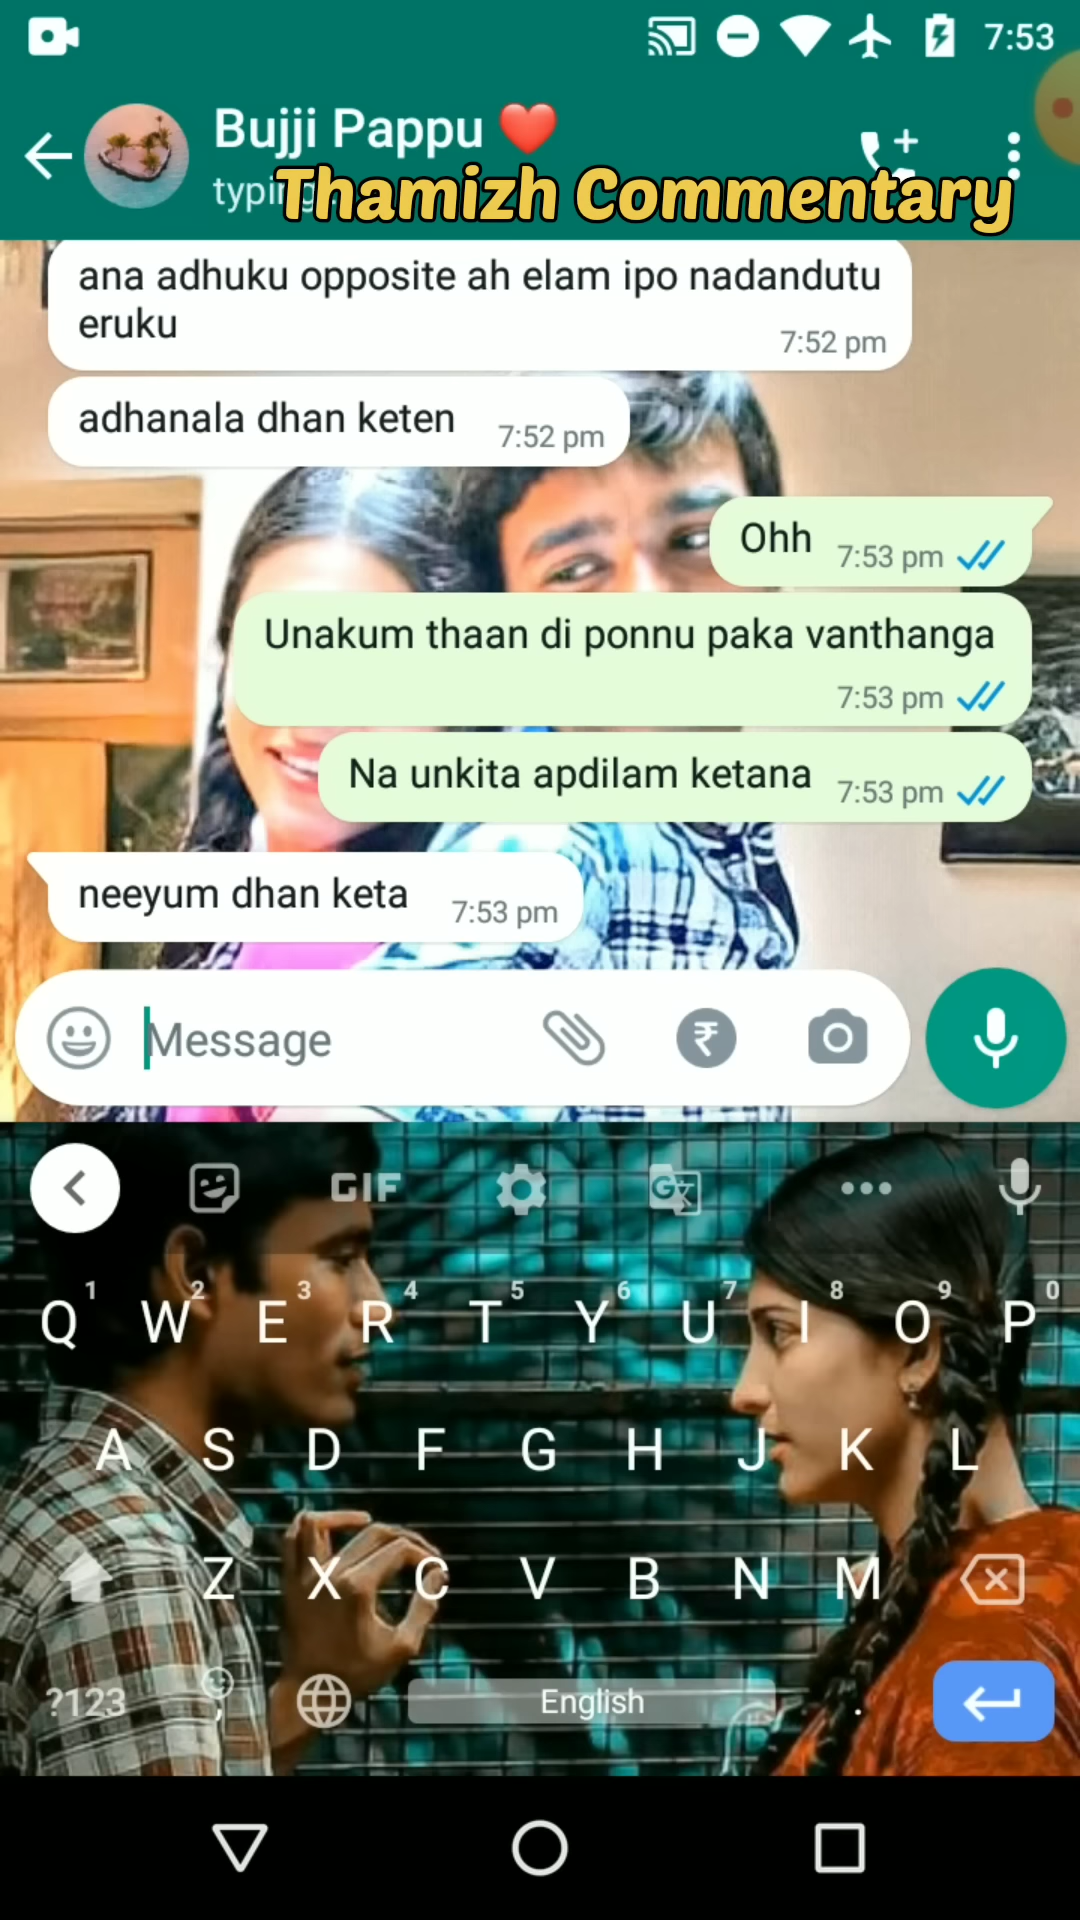 7:53
Bujji Pappu ❤️
typing
Thamizh Commentary
ana adhuku opposite ah elam ipo nadandutu
eruku
7:52 pm
adhanala dhan keten 7:52 pm
Ohh 7:53 pm
Unakum thaan di ponnu paka vanthanga
7:53 pm
Na unkita apdilam ketana 7:53 pm
neeyum dhan keta 7:53 pm
Message
GIF
1 2 3 4 5 6 7 8 9 0
Q W E R T Y U I O P
A S D F G H J K L
Z X C V B N M
?123 , English .